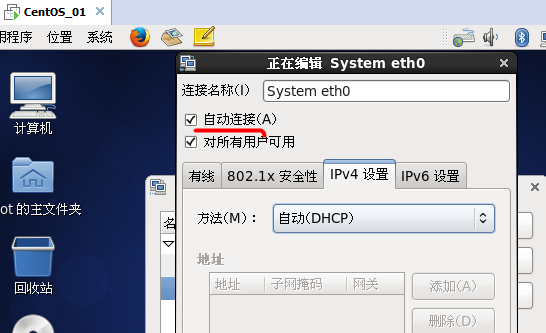 CentOS_01
用程序 位置 系统
正在编辑 System eth0
连接名称(I) System eth0
自动连接(A)
对所有用户可用
有线 802.1x 安全性 IPv4 设置 IPv6 设置
方法(M): 自动(DHCP)
地址
地址 子网掩码 网关 添加(A)
删除(D)
计算机
ot 的主文件夹
回收站
名